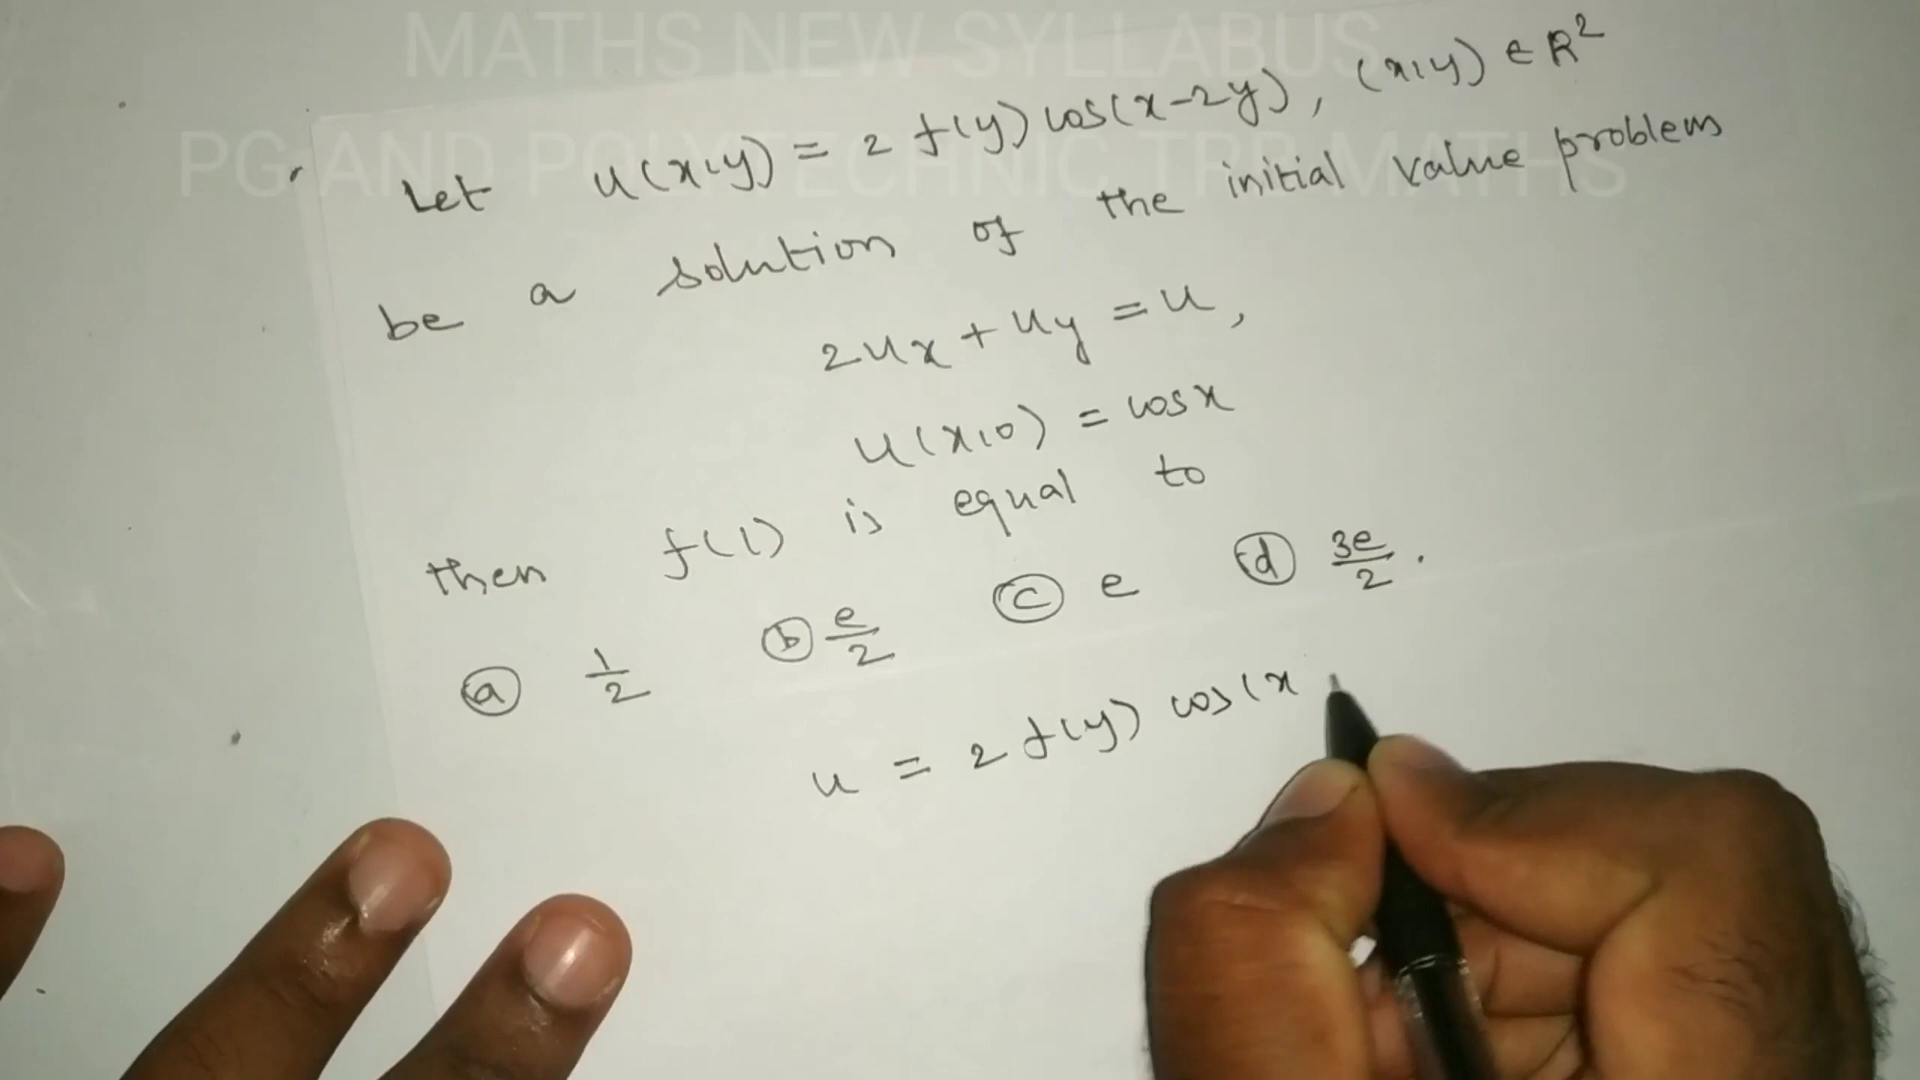 MATHS NEW SYLLABUS
PG AND POLYTECHNIC TRB MATHS
Let u(x,y) = 2 f(y) cos(x-2y), (x,y) ∈ R²
be a solution of the initial value problem
2ux + uy = u,
u(x,0) = cosx
then f(1) is equal to
(a) 1/2 (b) e/2 (c) e (d) 3e/2.
u = 2 f(y) cos(x